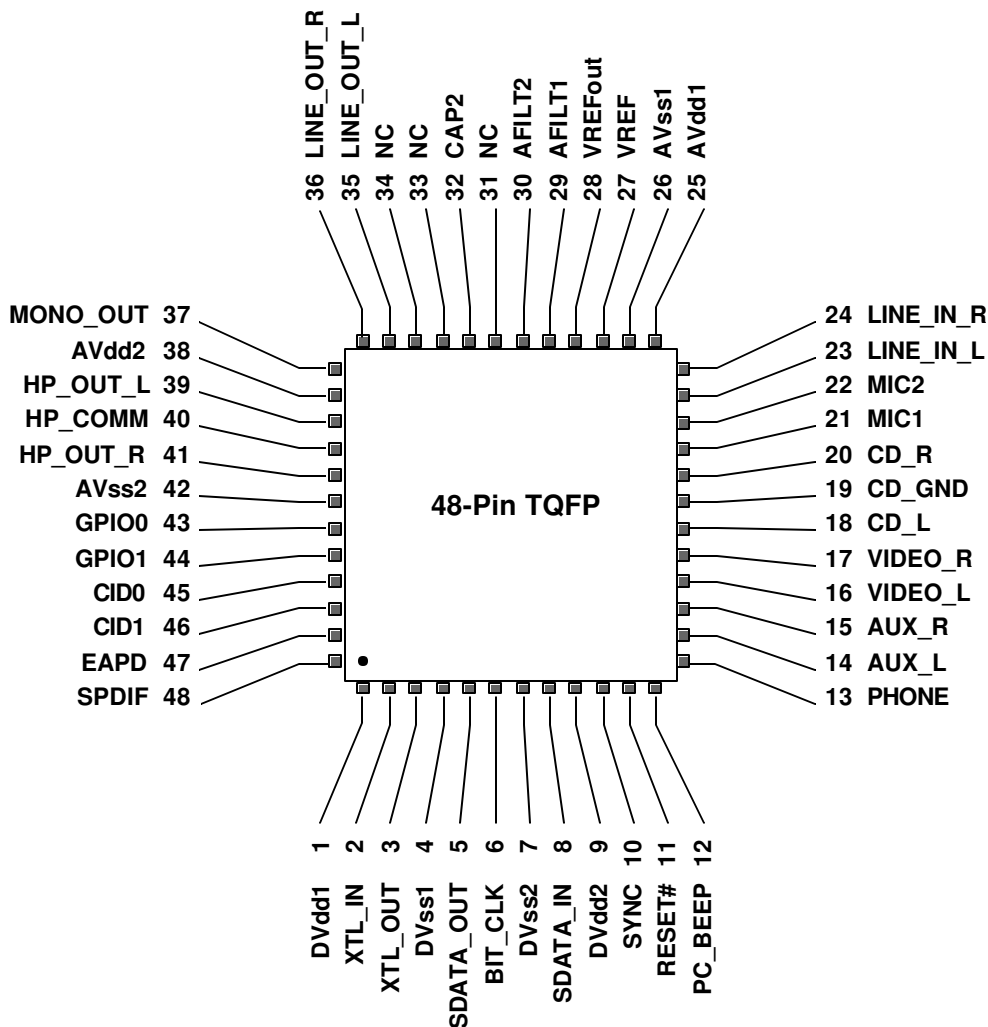 36 LINE_OUT_R
35 LINE_OUT_L
34 NC
33 NC
32 CAP2
31 NC
30 AFILT2
29 AFILT1
28 VREFout
27 VREF
26 AVss1
25 AVdd1
MONO_OUT 37
AVdd2 38
HP_OUT_L 39
HP_COMM 40
HP_OUT_R 41
AVss2 42
GPIO0 43
GPIO1 44
CID0 45
CID1 46
EAPD 47
SPDIF 48
48-Pin TQFP
24 LINE_IN_R
23 LINE_IN_L
22 MIC2
21 MIC1
20 CD_R
19 CD_GND
18 CD_L
17 VIDEO_R
16 VIDEO_L
15 AUX_R
14 AUX_L
13 PHONE
DVdd1 1
XTL_IN 2
XTL_OUT 3
DVss1 4
SDATA_OUT 5
BIT_CLK 6
DVss2 7
SDATA_IN 8
DVdd2 9
SYNC 10
RESET# 11
PC_BEEP 12